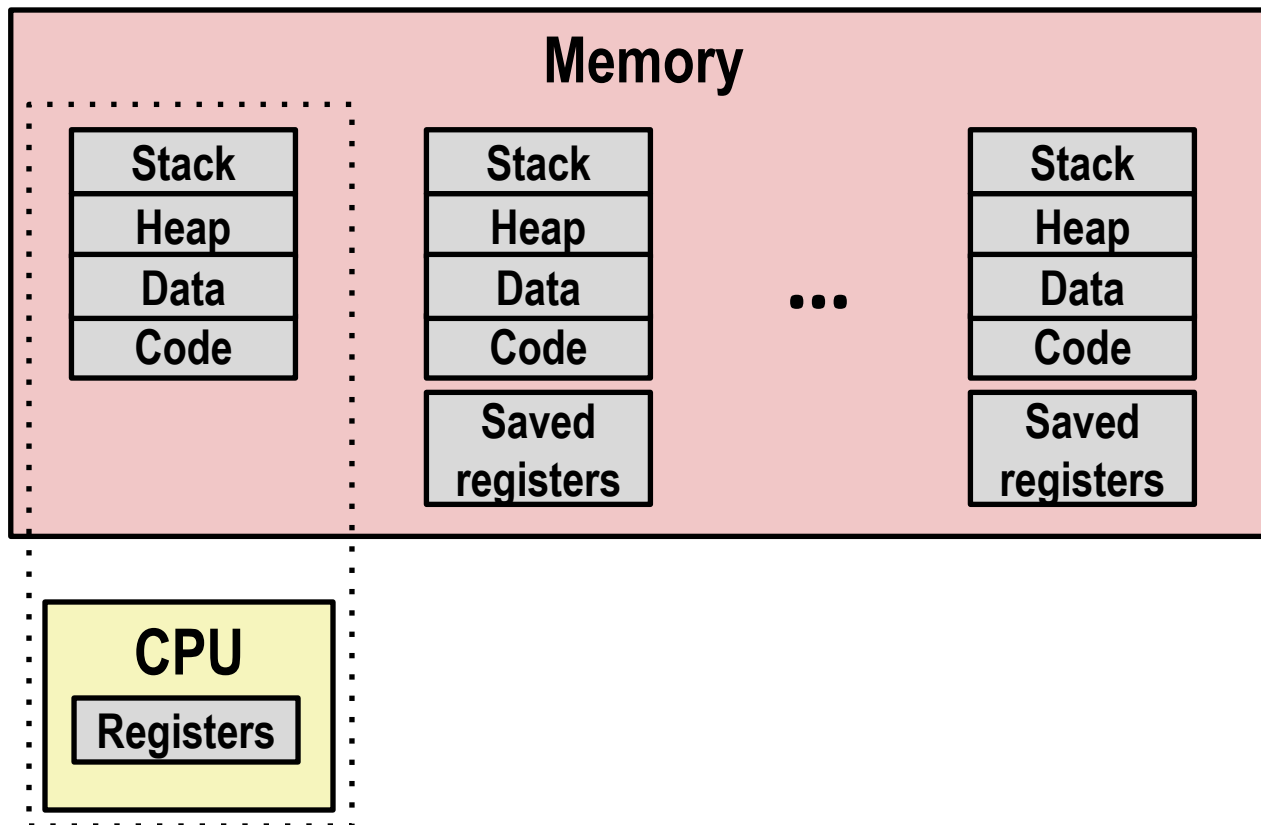 Memory
Stack
Heap
Data
Code
Stack
Heap
Data
Code
Saved
registers
...
Stack
Heap
Data
Code
Saved
registers
CPU
Registers